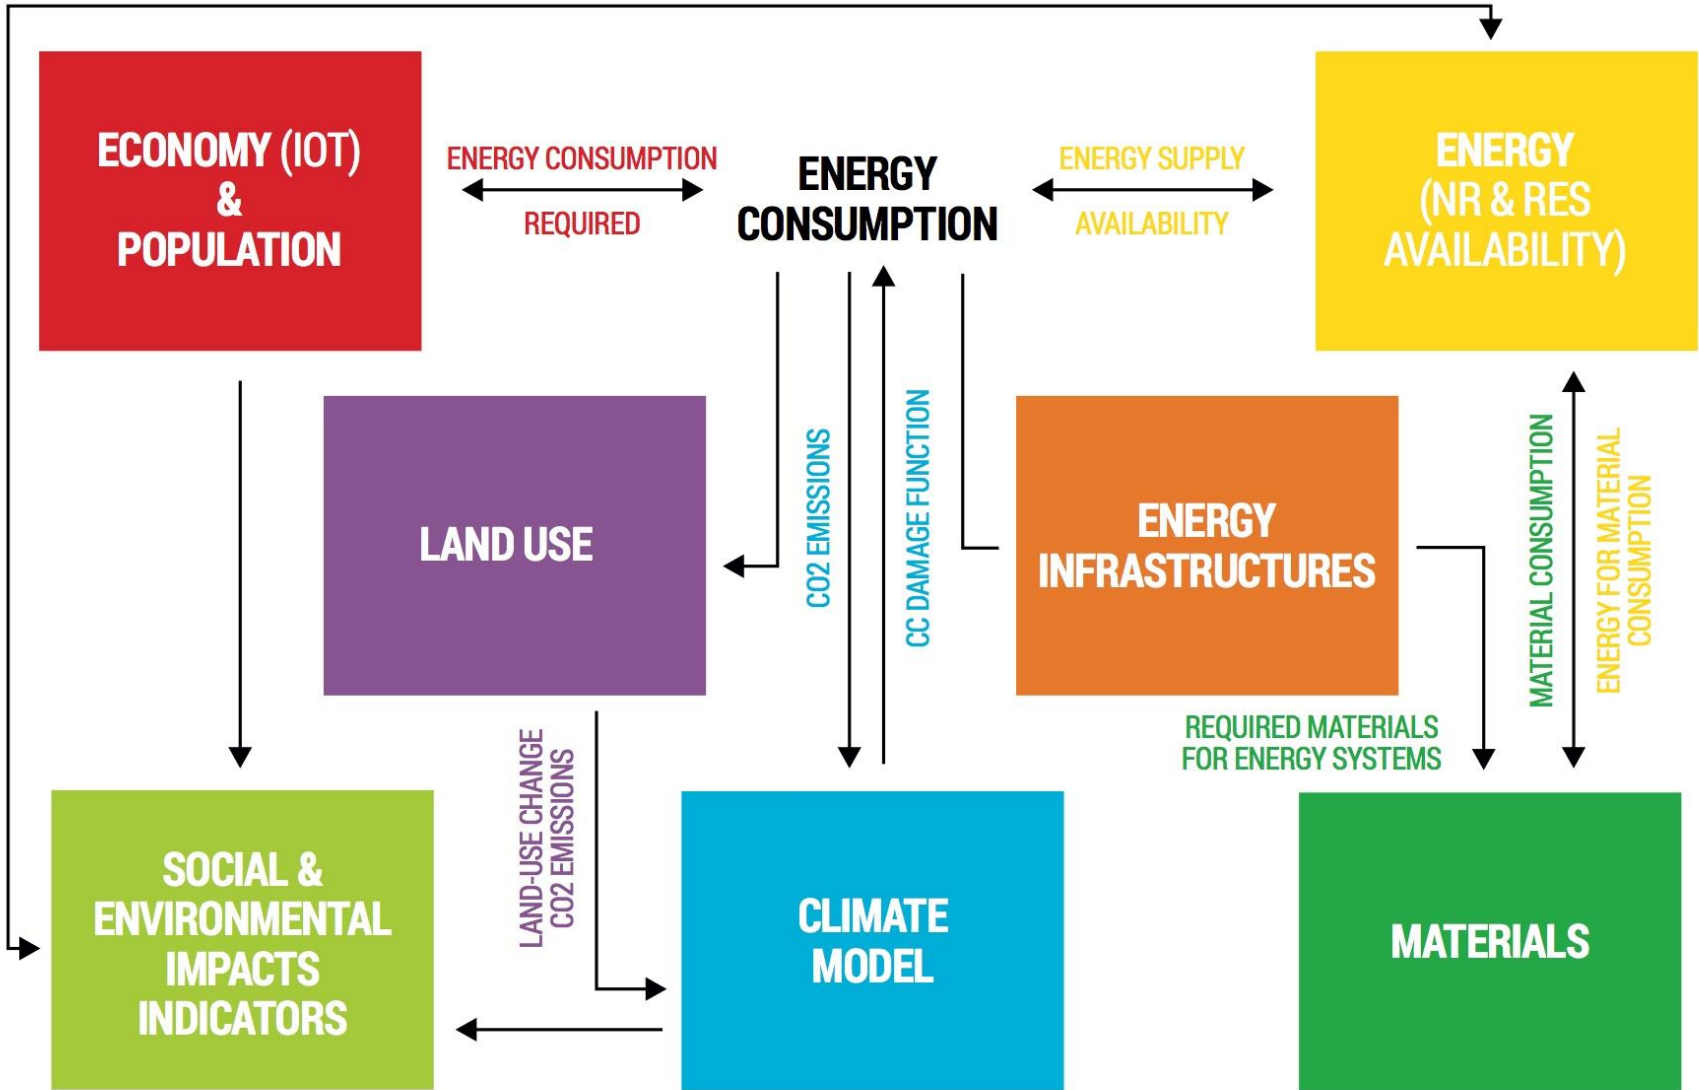 ECONOMY (IOT)
&
POPULATION
ENERGY CONSUMPTION
REQUIRED
ENERGY
CONSUMPTION
ENERGY SUPPLY
AVAILABILITY
ENERGY
(NR & RES
AVAILABILITY)
LAND USE
CO2 EMISSIONS
CC DAMAGE FUNCTION
ENERGY
INFRASTRUCTURES
MATERIAL CONSUMPTION
ENERGY FOR MATERIAL
CONSUMPTION
REQUIRED MATERIALS
FOR ENERGY SYSTEMS
LAND-USE CHANGE
CO2 EMISSIONS
SOCIAL &
ENVIRONMENTAL
IMPACTS
INDICATORS
CLIMATE
MODEL
MATERIALS